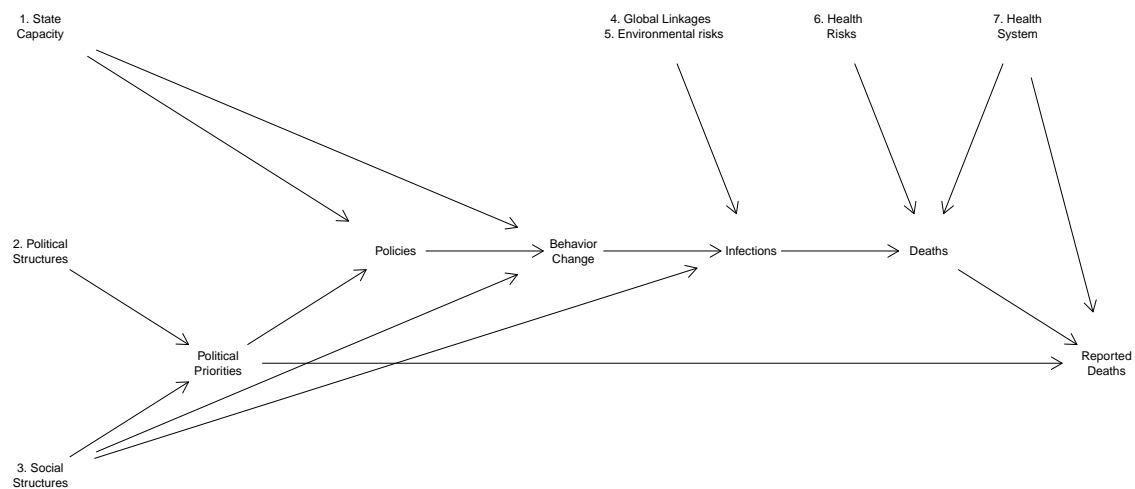 1. State
Capacity
4. Global Linkages
5. Environmental risks
6. Health
Risks
7. Health
System
2. Political
Structures
Policies
Behavior
Change
Infections
Deaths
Political
Priorities
Reported
Deaths
3. Social
Structures